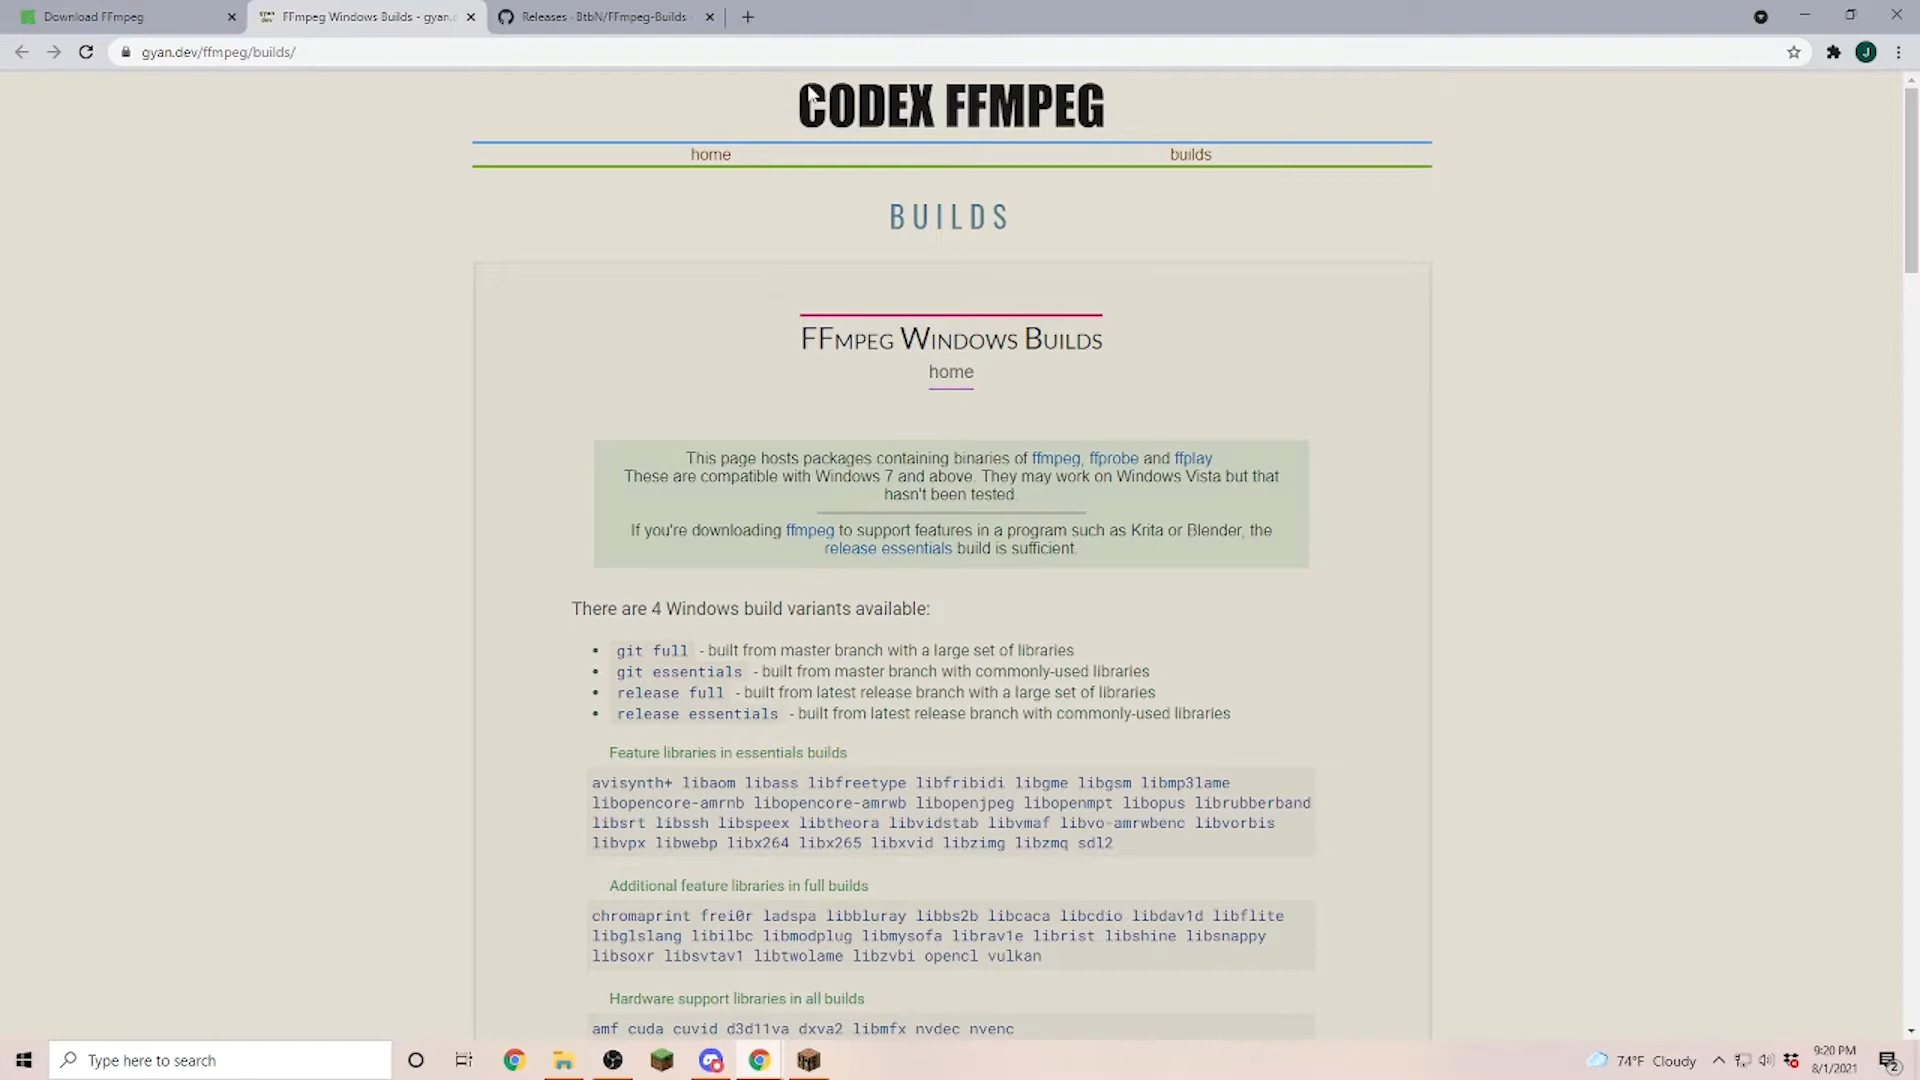 Download FFmpeg
FFmpeg Windows Builds - gyan.c
Releases · BtbN/FFmpeg-Builds
gyan.dev/ffmpeg/builds/
J
CODEX FFMPEG
home
builds
BUILDS
FFmpeg Windows Builds
home
This page hosts packages containing binaries of ffmpeg, ffprobe and ffplay.
These are compatible with Windows 7 and above. They may work on Windows Vista but that
hasn't been tested.
If you're downloading ffmpeg to support features in a program such as Krita or Blender, the
release essentials build is sufficient.
There are 4 Windows build variants available:
• git full - built from master branch with a large set of libraries
• git essentials - built from master branch with commonly-used libraries
• release full - built from latest release branch with a large set of libraries
• release essentials - built from latest release branch with commonly-used libraries
Feature libraries in essentials builds
avisynth+ libaom libass libfreetype libfribidi libgme libgsm libmp3lame
libopencore-amrnb libopencore-amrwb libopenjpeg libopenmpt libopus librubberband
libsrt libssh libspeex libtheora libvidstab libvmaf libvo-amrwbenc libvorbis
libvpx libwebp libx264 libx265 libxvid libzimg libzmq sdl2
Additional feature libraries in full builds
chromaprint frei0r ladspa libbluray libbs2b libcaca libcdio libdav1d libflite
libglslang libilbc libmodplug libmysofa librav1e librist libshine libsnappy
libsoxr libsvtav1 libtwolame libzvbi opencl vulkan
Hardware support libraries in all builds
amf cuda cuvid d3d11va dxva2 libmfx nvdec nvenc
Type here to search
74°F Cloudy
9:20 PM
8/1/2021
2